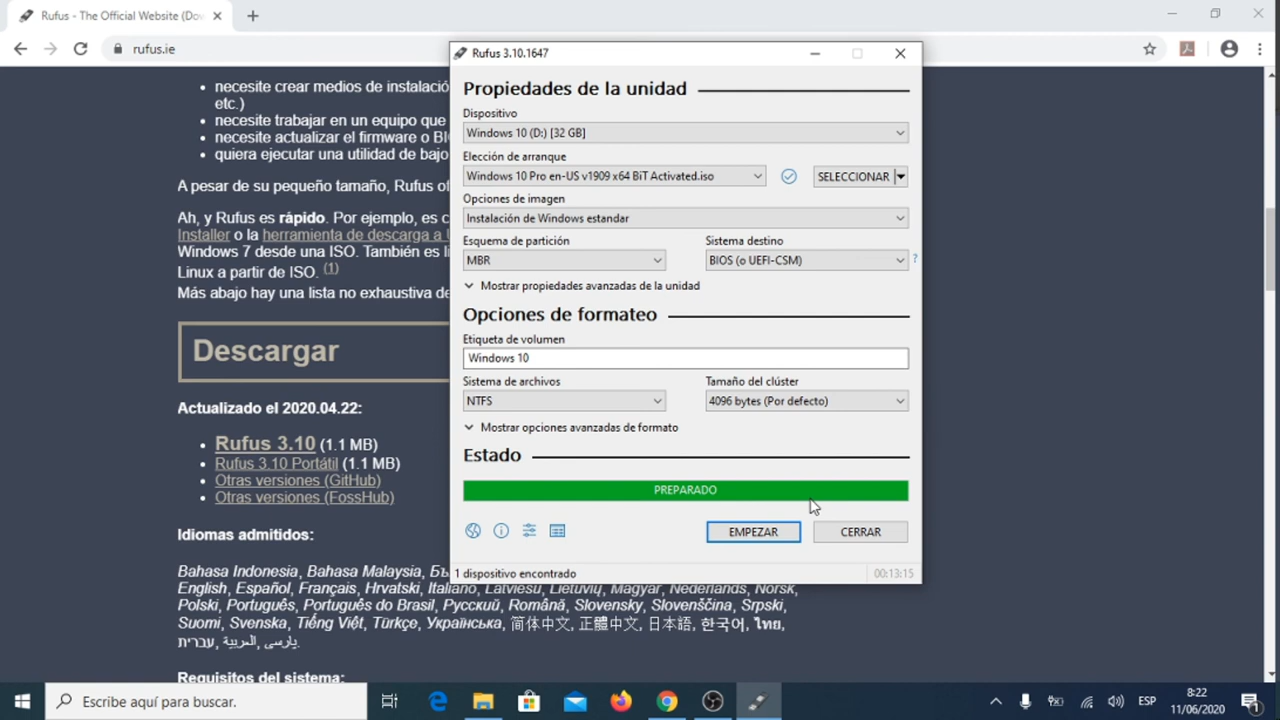 Rufus - The Official Website (Dow
rufus.ie
necesite crear medios de instalació
etc.)
necesite trabajar en un equipo que
necesite actualizar el firmware o BI
quiera ejecutar una utilidad de bajo
A pesar de su pequeño tamaño, Rufus of
Ah, y Rufus es rápido. Por ejemplo, es c
Installer o la herramienta de descarga a U
Windows 7 desde una ISO. También es lig
Linux a partir de ISO. (1)
Más abajo hay una lista no exhaustiva de
Descargar
Actualizado el 2020.04.22:
Rufus 3.10 (1.1 MB)
Rufus 3.10 Portátil (1.1 MB)
Otras versiones (GitHub)
Otras versiones (FossHub)
Idiomas admitidos:
Bahasa Indonesia, Bahasa Malaysia,
English, Español, Français, Hrvatski, Italiano, Latviešu, Lietuvių, Magyar, Nederlands, Norsk,
Polski, Português, Português do Brasil, Русский, Română, Slovensky, Slovenščina, Srpski,
Suomi, Svenska, Tiếng Việt, Türkçe, Українська, 简体中文, 正體中文, 日本語, 한국어, ไทย,
עברית, العربية, پارسی.
Requisitos del sistema:
Rufus 3.10.1647
Propiedades de la unidad
Dispositivo
Windows 10 (D:) [32 GB]
Elección de arranque
Windows 10 Pro en-US v1909 x64 BiT Activated.iso
SELECCIONAR
Opciones de imagen
Instalación de Windows estandar
Esquema de partición
Sistema destino
MBR
BIOS (o UEFI-CSM)
?
Mostrar propiedades avanzadas de la unidad
Opciones de formateo
Etiqueta de volumen
Windows 10
Sistema de archivos
Tamaño del clúster
NTFS
4096 bytes (Por defecto)
Mostrar opciones avanzadas de formato
Estado
PREPARADO
EMPEZAR
CERRAR
1 dispositivo encontrado
00:13:15
Escribe aquí para buscar.
ESP
8:22
11/06/2020
1